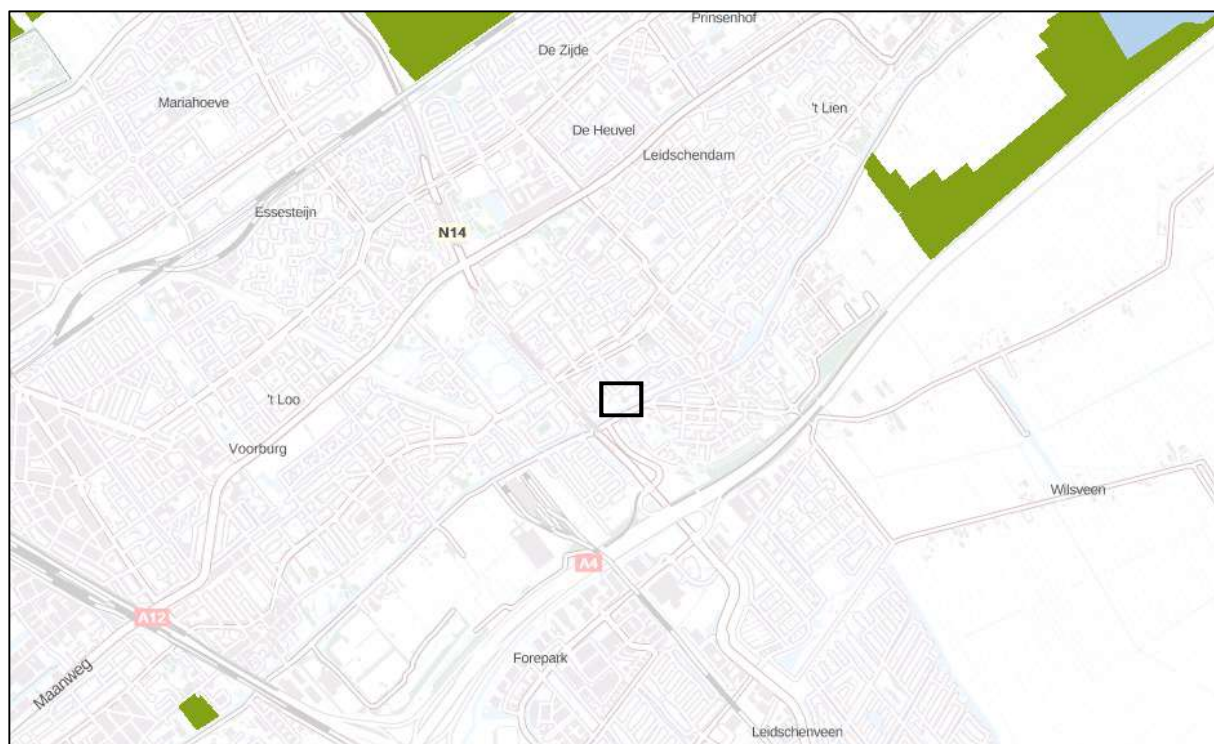 Prinsenhof
De Zijde
Mariahoeve
't Lien
De Heuvel
Leidschendam
Essesteijn
N14
't Loo
Voorburg
Wilsveen
A4
A12
Forepark
Maanweg
Leidschenveen